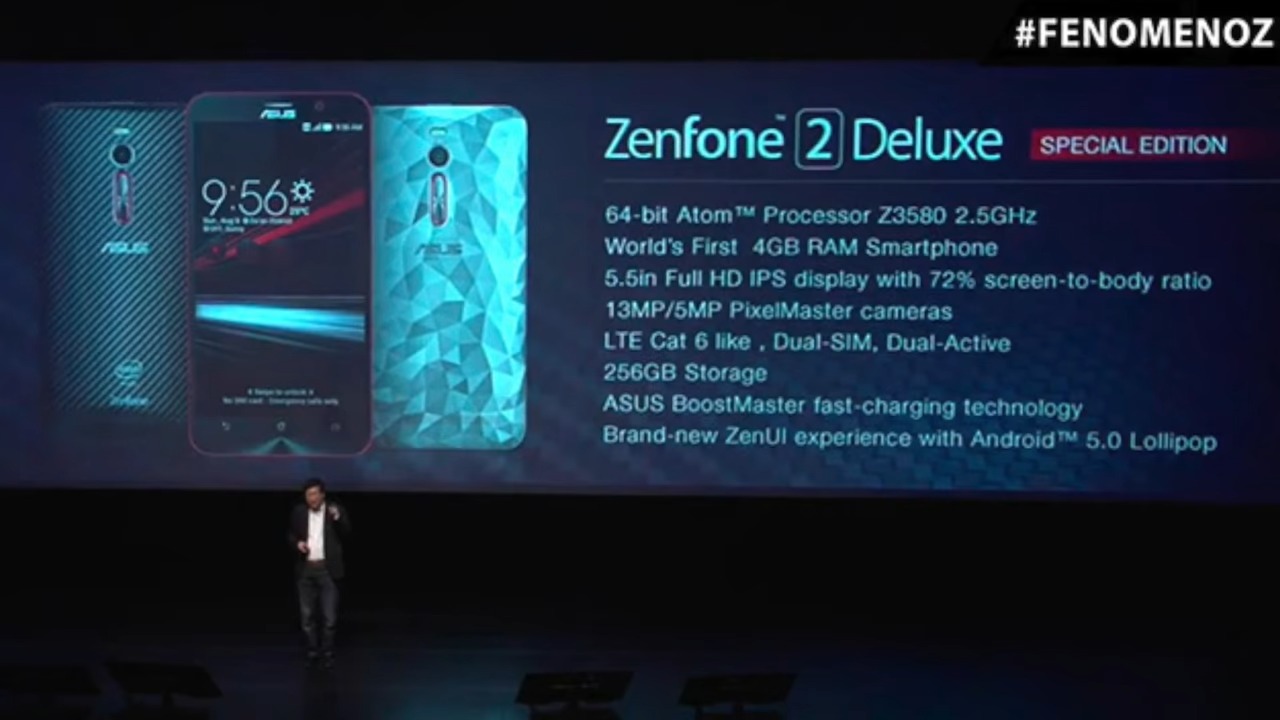 #FENOMENOZ
Zenfone™ 2 Deluxe SPECIAL EDITION
64-bit Atom™ Processor Z3580 2.5GHz
World's First 4GB RAM Smartphone
5.5in Full HD IPS display with 72% screen-to-body ratio
13MP/5MP PixelMaster cameras
LTE Cat 6 like , Dual-SIM, Dual-Active
256GB Storage
ASUS BoostMaster fast-charging technology
Brand-new ZenUI experience with Android™ 5.0 Lollipop
ASUS
9:56
ASUS
ASUS
intel